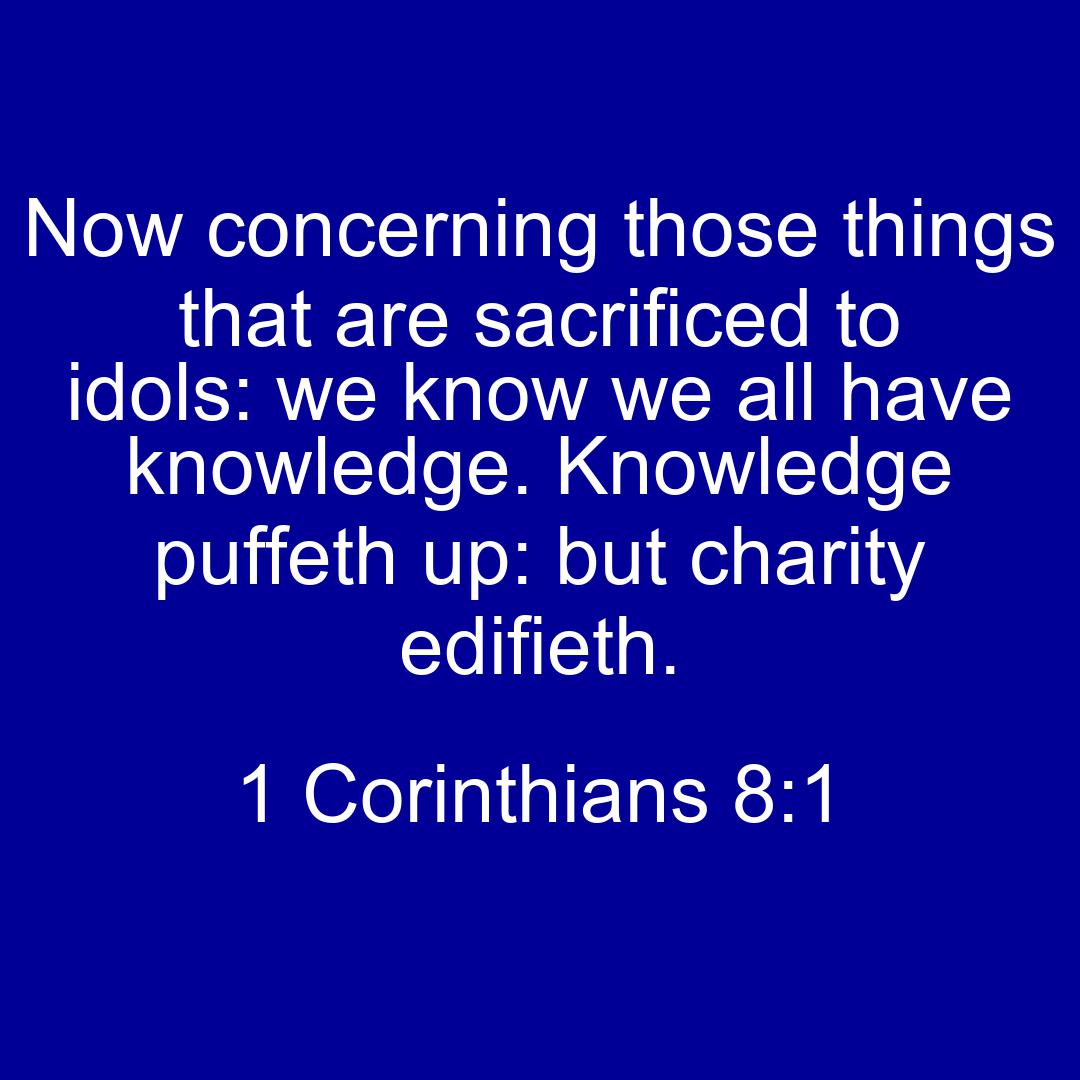 Now concerning those things
that are sacrificed to
idols: we know we all have
knowledge. Knowledge
puffeth up: but charity
edifieth.
1 Corinthians 8:1